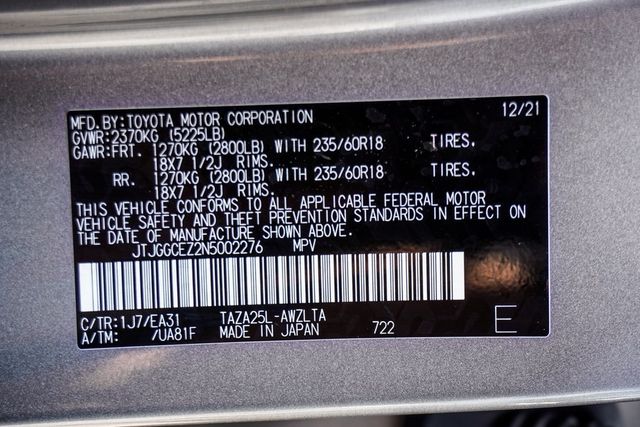 MFD.BY:TOYOTA MOTOR CORPORATION 12/21
GVWR:2370KG (5225LB)
GAWR:FRT. 1270KG (2800LB) WITH 235/60R18 TIRES.
18X7 1/2J RIMS.
RR. 1270KG (2800LB) WITH 235/60R18 TIRES.
18X7 1/2J RIMS.
THIS VEHICLE CONFORMS TO ALL APPLICABLE FEDERAL MOTOR
VEHICLE SAFETY AND THEFT PREVENTION STANDARDS IN EFFECT ON
THE DATE OF MANUFACTURE SHOWN ABOVE.
JTJGGCEZ2N5002276 MPV
C/TR:1J7/EA31 TAZA25L-AWZLTA
A/TM: /UA81F MADE IN JAPAN 722 E